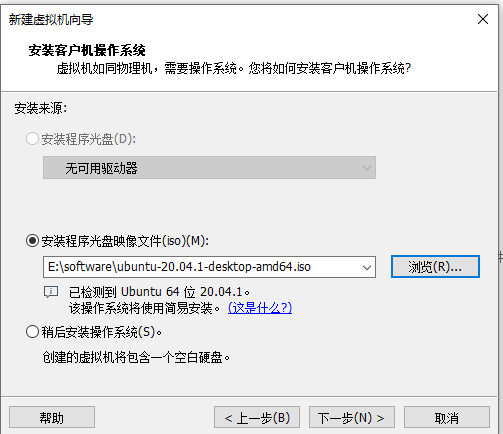 新建虚拟机向导
安装客户机操作系统
虚拟机如同物理机，需要操作系统。您将如何安装客户机操作系统?
安装来源:
安装程序光盘(D):
无可用驱动器
安装程序光盘映像文件(iso)(M):
E:\software\ubuntu-20.04.1-desktop-amd64.iso
浏览(R)...
已检测到 Ubuntu 64 位 20.04.1。
该操作系统将使用简易安装。 (这是什么?)
稍后安装操作系统(S)。
创建的虚拟机将包含一个空白硬盘。
帮助
< 上一步(B)
下一步(N) >
取消